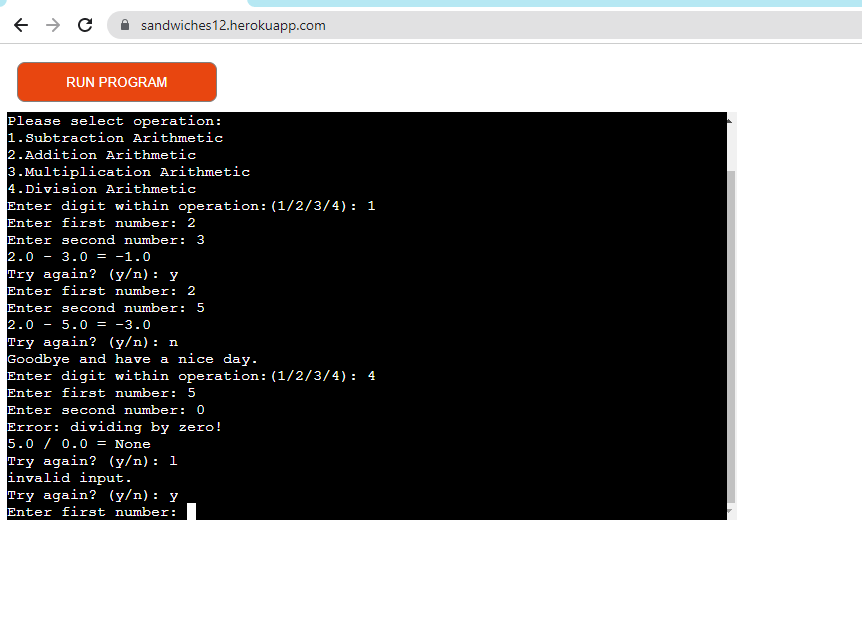 sandwiches12.herokuapp.com
RUN PROGRAM
Please select operation:
1.Subtraction Arithmetic
2.Addition Arithmetic
3.Multiplication Arithmetic
4.Division Arithmetic
Enter digit within operation:(1/2/3/4): 1
Enter first number: 2
Enter second number: 3
2.0 - 3.0 = -1.0
Try again? (y/n): y
Enter first number: 2
Enter second number: 5
2.0 - 5.0 = -3.0
Try again? (y/n): n
Goodbye and have a nice day.
Enter digit within operation:(1/2/3/4): 4
Enter first number: 5
Enter second number: 0
Error: dividing by zero!
5.0 / 0.0 = None
Try again? (y/n): l
invalid input.
Try again? (y/n): y
Enter first number: